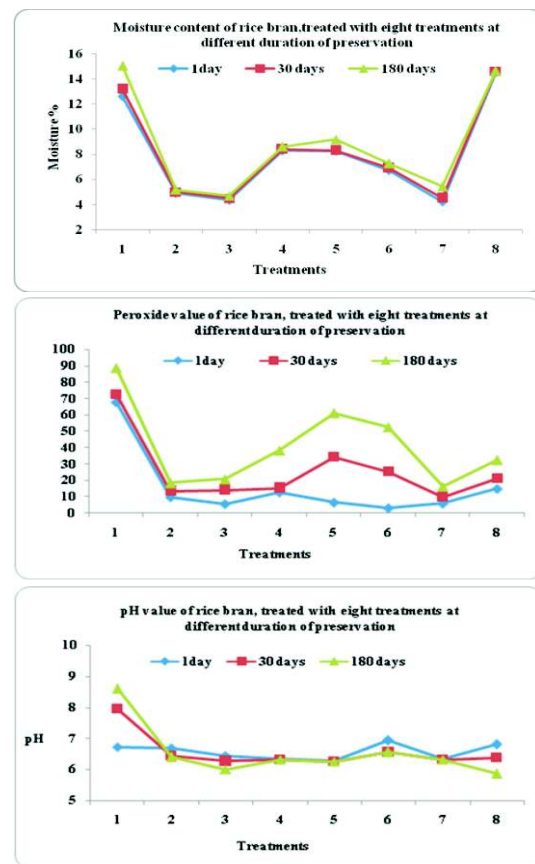 Moisture content of rice bran,treated with eight treatments at
different duration of preservation
1day 30 days 180 days
16
14
12
10
8
6
4
2
Moisture %
1 2 3 4 5 6 7 8
Treatments
Peroxide value of rice bran, treated with eight treatments at
different duration of preservation
1day 30 days 180 days
100
90
80
70
60
50
40
30
20
10
0
1 2 3 4 5 6 7 8
Treatments
pH value of rice bran, treated with eight treatments at
different duration of preservation
1day 30 days 180 days
10
9
8
7
6
5
pH
1 2 3 4 5 6 7 8
Treatments